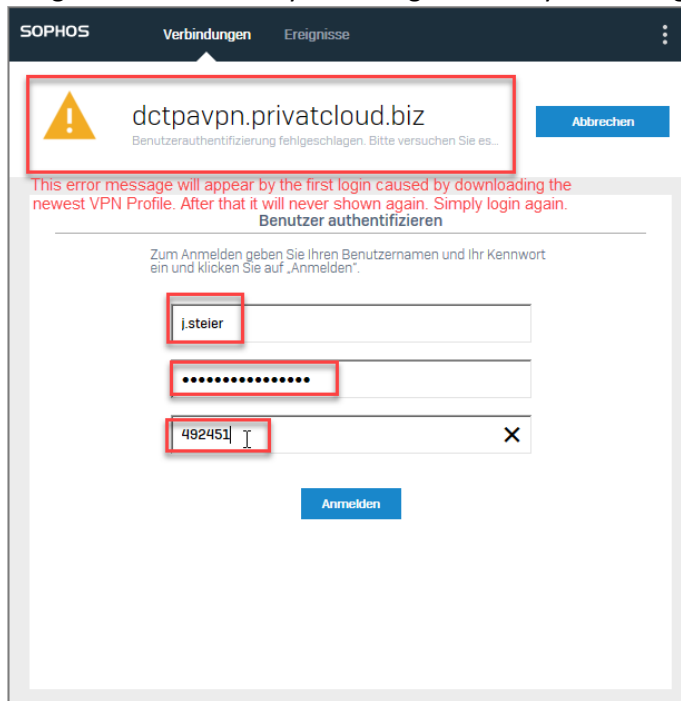 SOPHOS Verbindungen Ereignisse
dctpavpn.privatcloud.biz
Abbrechen
Benutzerauthentifizierung fehlgeschlagen. Bitte versuchen Sie es...
This error message will appear by the first login caused by downloading the
newest VPN Profile. After that it will never shown again. Simply login again.
Benutzer authentifizieren
Zum Anmelden geben Sie Ihren Benutzernamen und Ihr Kennwort
ein und klicken Sie auf „Anmelden“.
j.steier
••••••••••••••••
492451
Anmelden